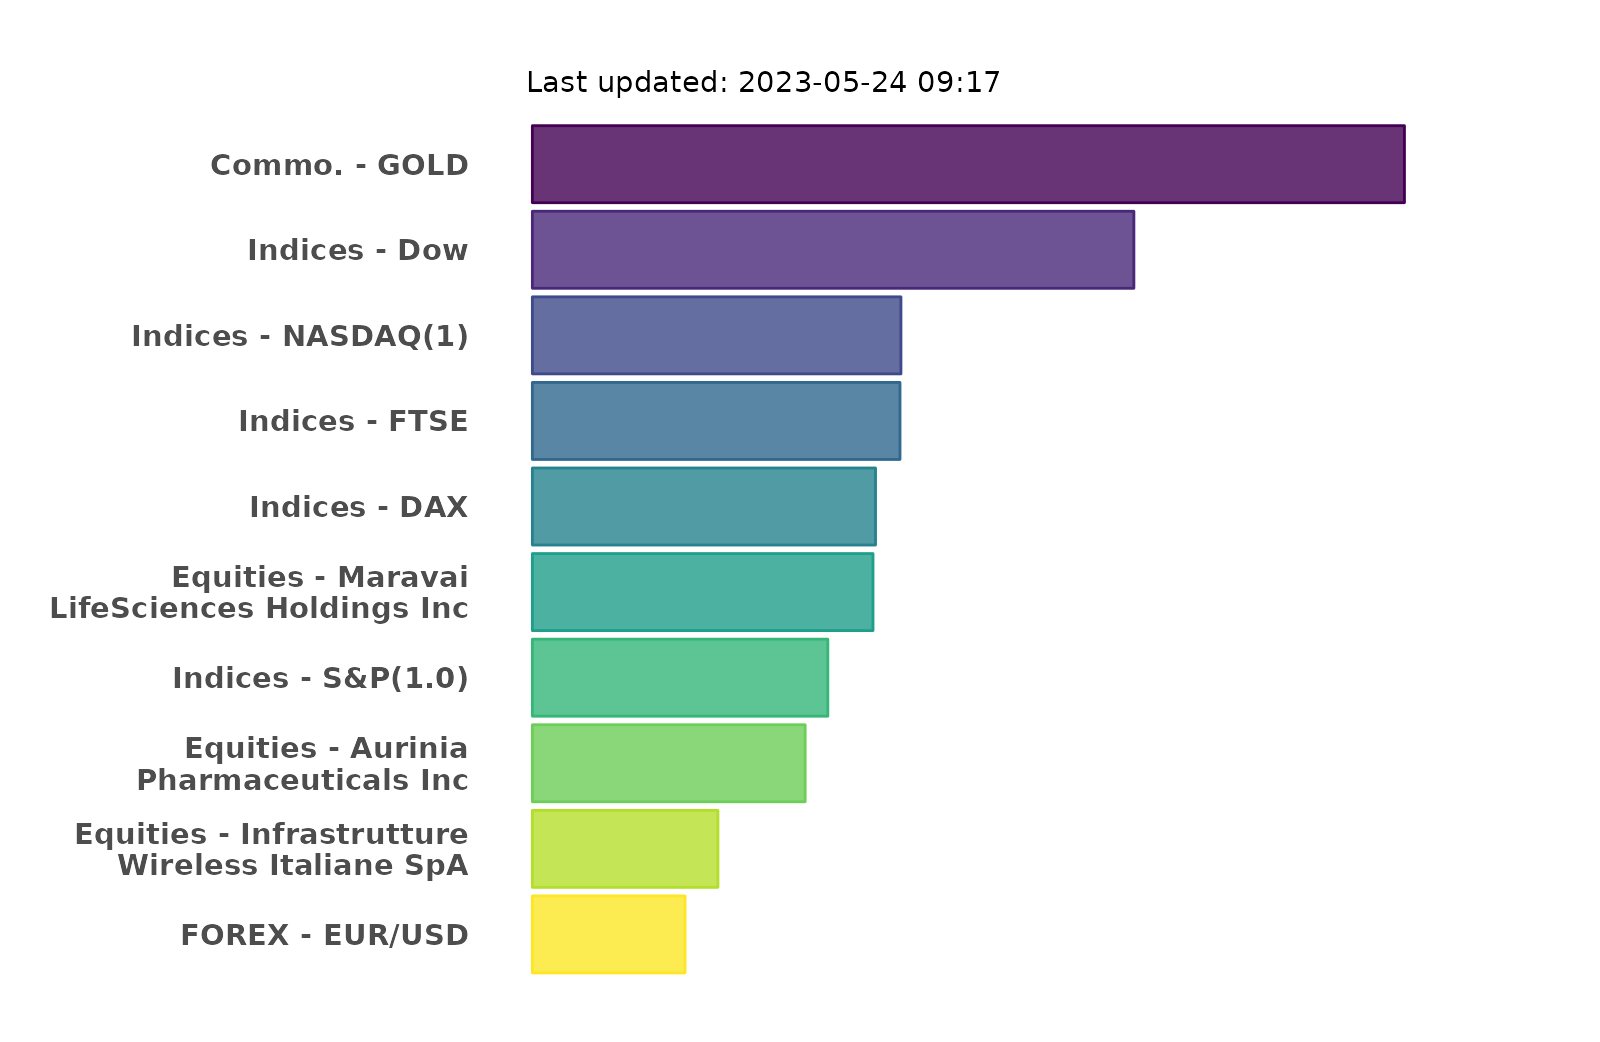 Last updated: 2023-05-24 09:17
Commo. - GOLD
Indices - Dow
Indices - NASDAQ(1)
Indices - FTSE
Indices - DAX
Equities - Maravai
LifeSciences Holdings Inc
Indices - S&P(1.0)
Equities - Aurinia
Pharmaceuticals Inc
Equities - Infrastrutture
Wireless Italiane SpA
FOREX - EUR/USD